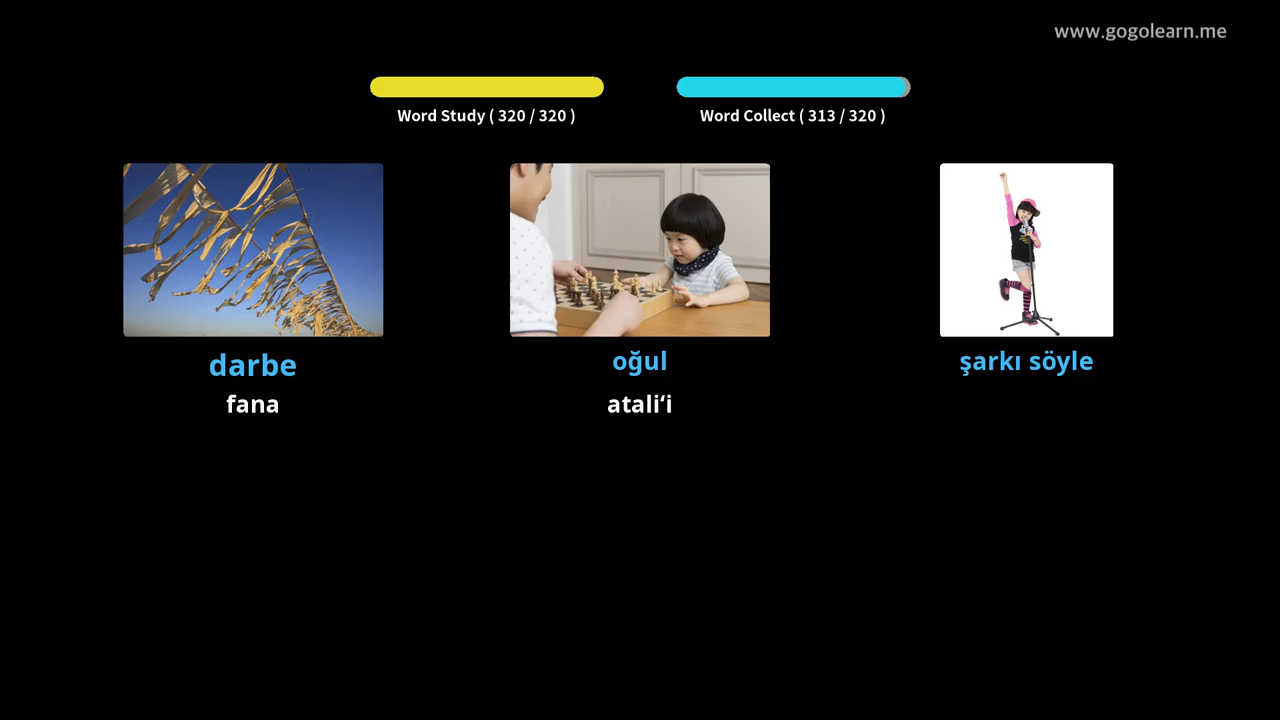 www.gogolearn.me
Word Study ( 320 / 320 )
Word Collect ( 313 / 320 )
darbe
oğul
şarkı söyle
fana
atali‘i